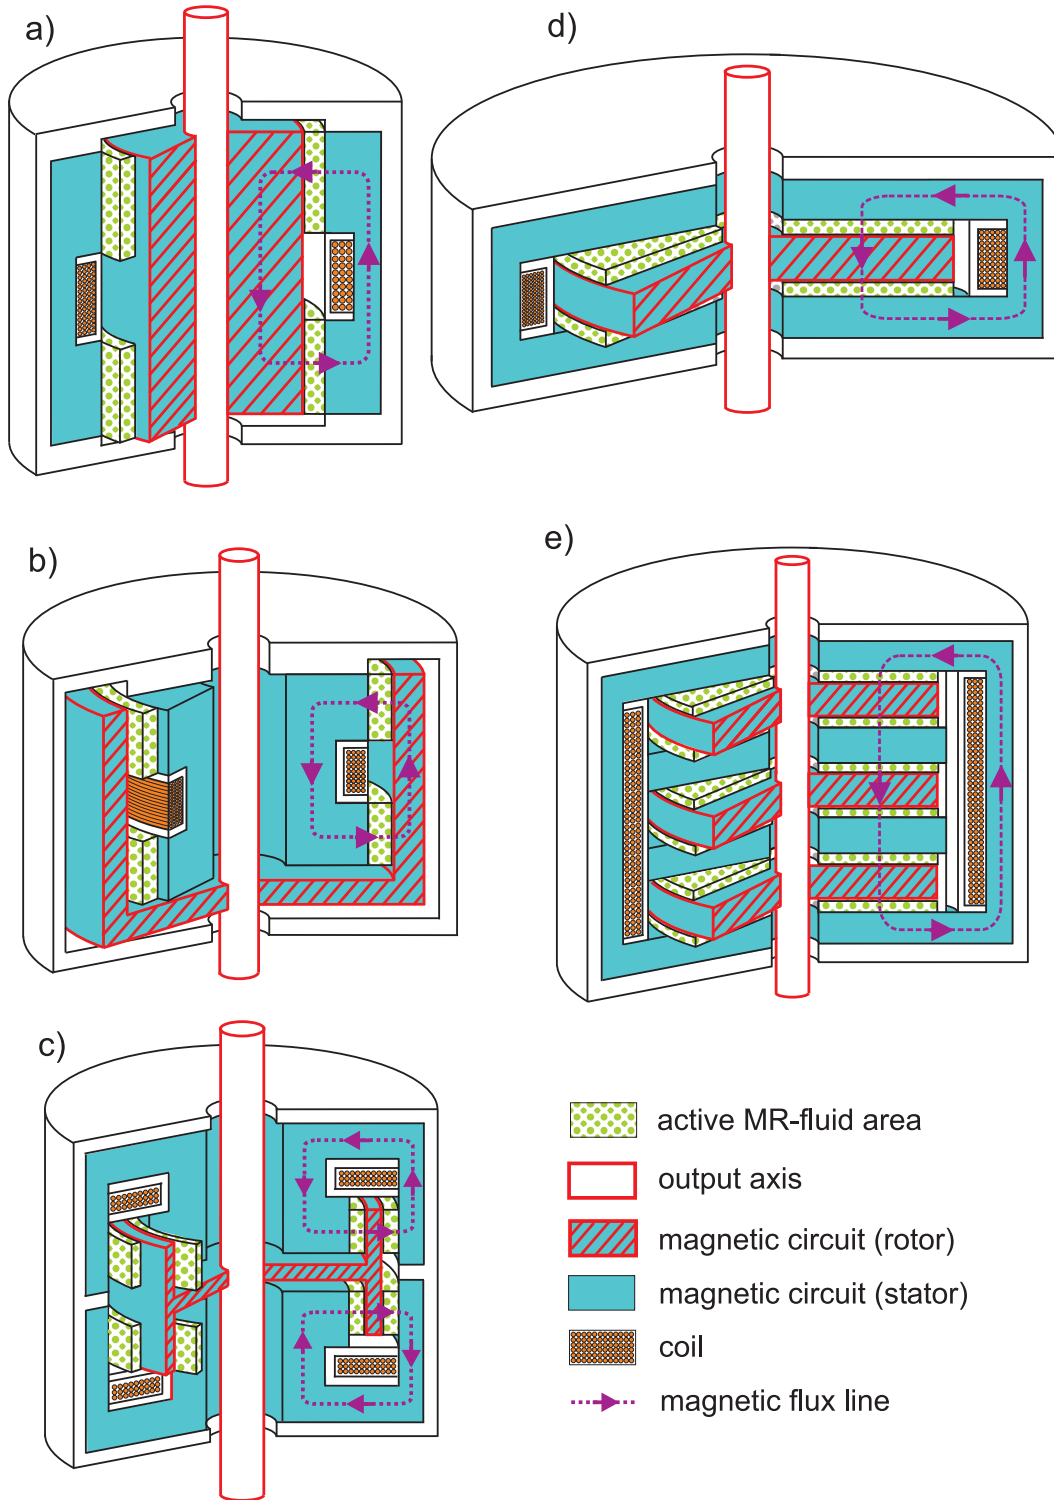 a)
d)
b)
e)
c)
active MR-fluid area
output axis
magnetic circuit (rotor)
magnetic circuit (stator)
coil
magnetic flux line